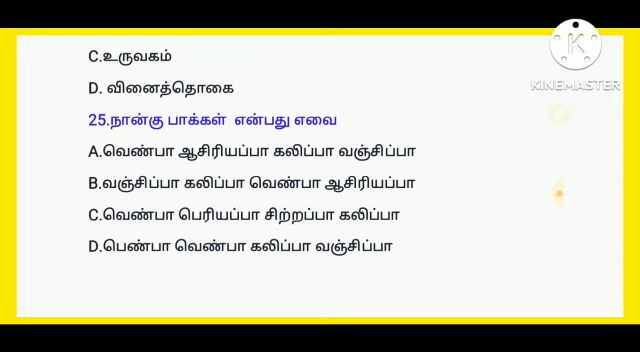 C.உருவகம்
D. வினைத்தொகை
25.நான்கு பாக்கள் என்பது எவை
A.வெண்பா ஆசிரியப்பா கலிப்பா வஞ்சிப்பா
B.வஞ்சிப்பா கலிப்பா வெண்பா ஆசிரியப்பா
C.வெண்பா பெரியப்பா சிற்றப்பா கலிப்பா
D.பெண்பா வெண்பா கலிப்பா வஞ்சிப்பா
K
KINEMASTER